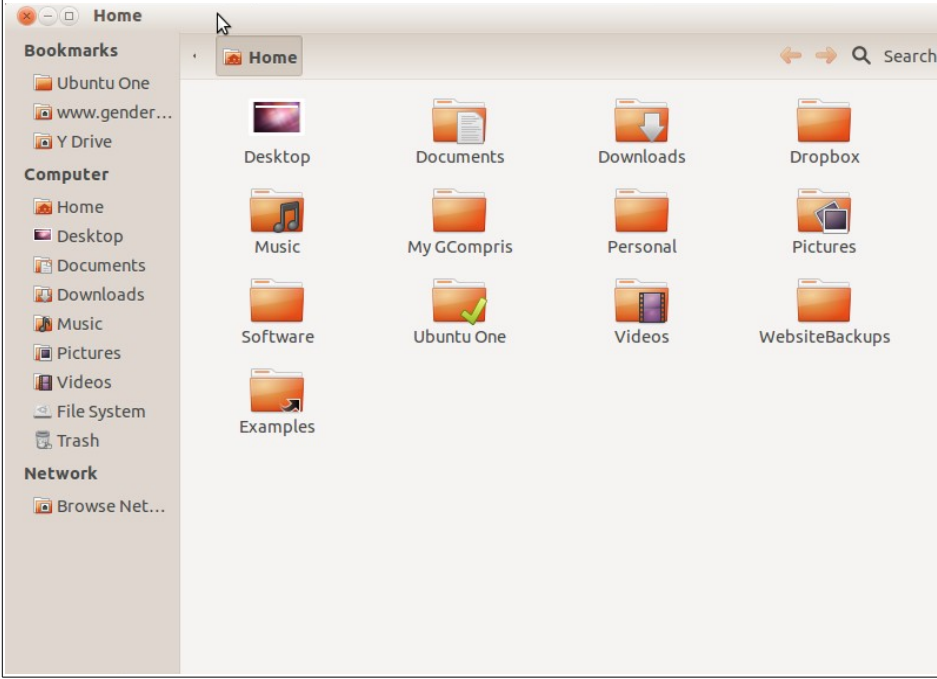 Home
Bookmarks
Ubuntu One
www.gender...
Y Drive
Computer
Home
Desktop
Documents
Downloads
Music
Pictures
Videos
File System
Trash
Network
Browse Net...
Home
Search
Desktop
Documents
Downloads
Dropbox
Music
My GCompris
Personal
Pictures
Software
Ubuntu One
Videos
WebsiteBackups
Examples